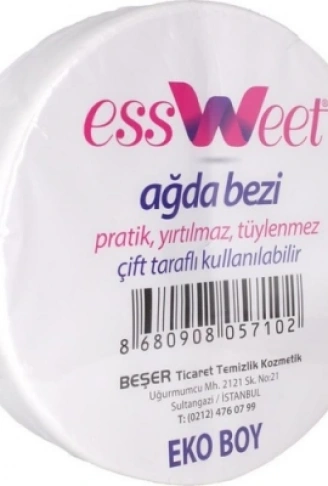 essWeet®
ağda bezi
pratik, yırtılmaz, tüylenmez
çift taraflı kullanılabilir
8 680908 057102
BEŞER Ticaret Temizlik Kozmetik
Uğurmumcu Mh. 2121 Sk. No:21
Sultangazi / İSTANBUL
T: (0212) 476 07 99
EKO BOY